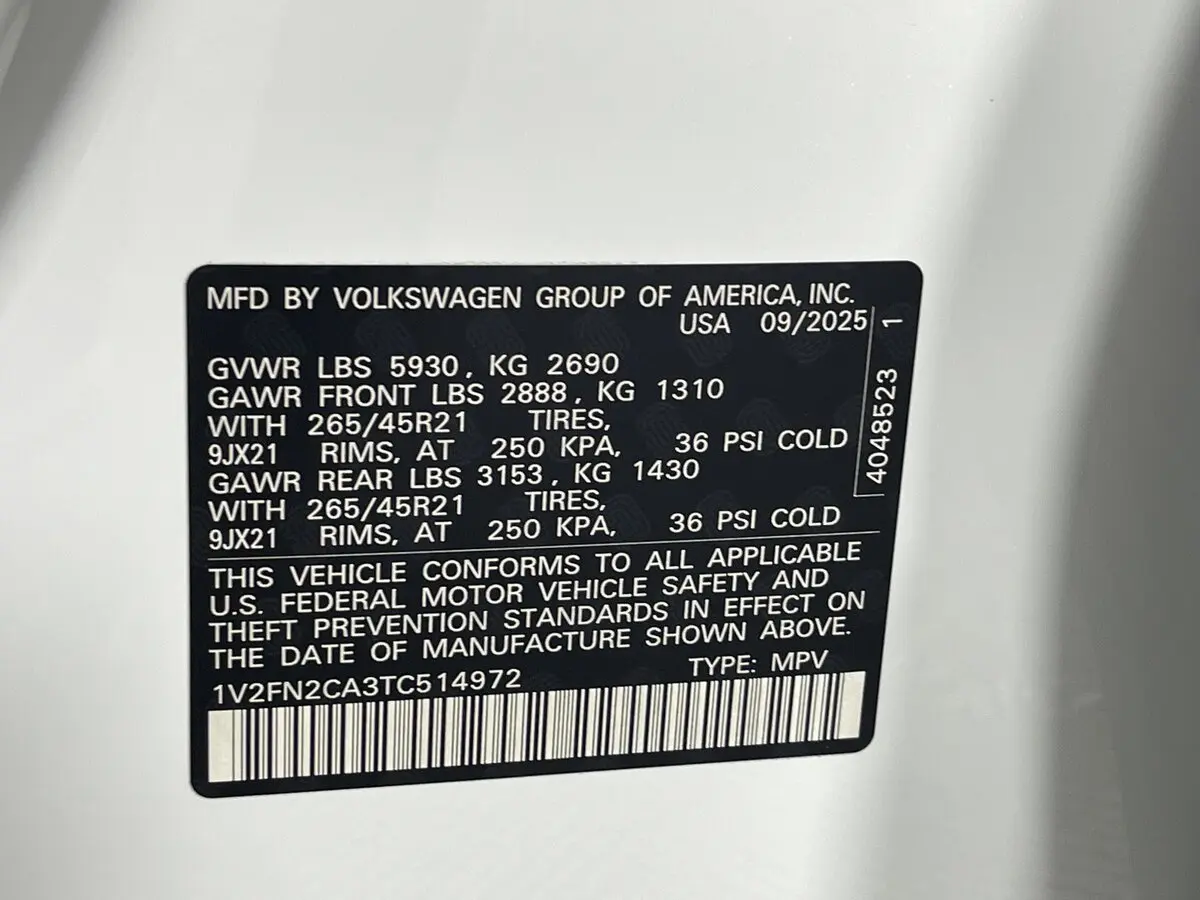 MFD BY VOLKSWAGEN GROUP OF AMERICA, INC.
USA 09/2025
GVWR LBS 5930, KG 2690
GAWR FRONT LBS 2888, KG 1310
WITH 265/45R21 TIRES,
9JX21 RIMS, AT 250 KPA, 36 PSI COLD
GAWR REAR LBS 3153, KG 1430
WITH 265/45R21 TIRES,
9JX21 RIMS, AT 250 KPA, 36 PSI COLD
THIS VEHICLE CONFORMS TO ALL APPLICABLE
U.S. FEDERAL MOTOR VEHICLE SAFETY AND
THEFT PREVENTION STANDARDS IN EFFECT ON
THE DATE OF MANUFACTURE SHOWN ABOVE.
1V2FN2CA3TC514972 TYPE: MPV
4048523 1